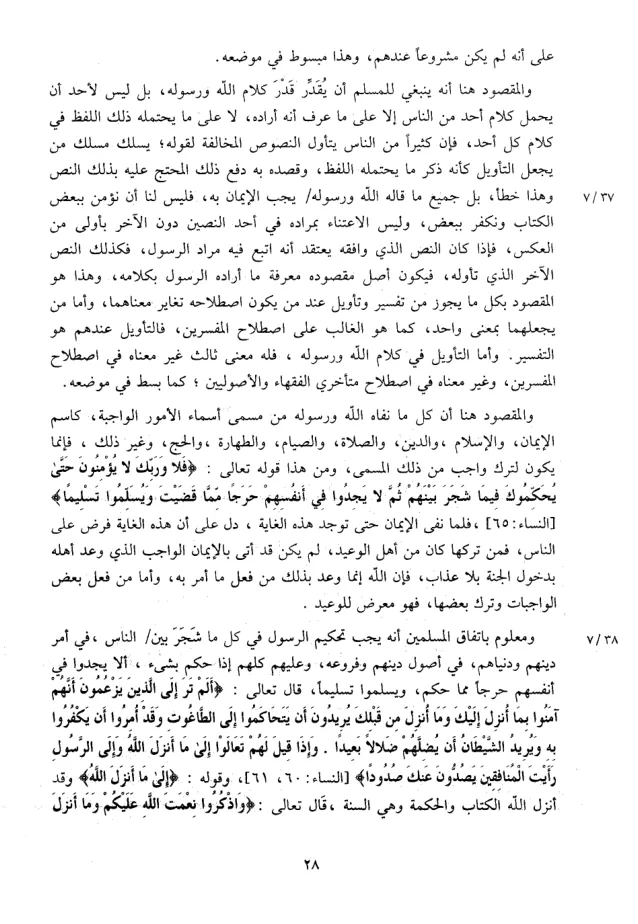 على أنه لم يكن مشروعاً عندهم، وهذا مبسوط في موضعه.
والمقصود هنا أنه ينبغي للمسلم أن يُقَدِّر قَدْرَ كلام اللّه ورسوله، بل ليس لأحد أن
يحمل كلام أحد من الناس إلا على ما عرف أنه أراده، لا على ما يحتمله ذلك اللفظ في
كلام كل أحد، فإن كثيراً من الناس يتأول النصوص المخالفة لقوله؛ يسلك مسلك من
يجعل التأويل كأنه ذكر ما يحتمله اللفظ، وقصده به دفع ذلك المحتج عليه بذلك النص
وهذا خطأ، بل جميع ما قاله اللّه ورسوله/ يجب الإيمان به، فليس لنا أن نؤمن ببعض
٧/٣٧
الكتاب ونكفر ببعض، وليس الاعتناء بمراده في أحد النصين دون الآخر بأولى من
العكس، فإذا كان النص الذي وافقه يعتقد أنه اتبع فيه مراد الرسول، فكذلك النص
الآخر الذي تأوله، فيكون أصل مقصوده معرفة ما أراده الرسول بكلامه، وهذا هو
المقصود بكل ما يجوز من تفسير وتأويل عند من يكون اصطلاحه تغاير معناهما، وأما من
يجعلهما بمعنى واحد، كما هو الغالب على اصطلاح المفسرين، فالتأويل عندهم هو
التفسير. وأما التأويل في كلام اللّه ورسوله ، فله معنى ثالث غير معناه في اصطلاح
المفسرين، وغير معناه في اصطلاح متأخري الفقهاء والأصوليين ؛ كما بسط في موضعه.
والمقصود هنا أن كل ما نفاه اللّه ورسوله من مسمى أسماء الأمور الواجبة، كاسم
الإيمان، والإسلام ،والدين، والصلاة، والصيام، والطهارة ،والحج، وغير ذلك ، فإنما
يكون لترك واجب من ذلك المسمى، ومن هذا قوله تعالى : ﴿فَلا وَرَبِّكَ لا يُؤْمِنُونَ حَتَّىٰ
يُحَكِّمُوكَ فِيمَا شَجَرَ بَيْنَهُمْ ثُمَّ لا يَجِدُوا فِي أَنفُسِهِمْ حَرَجًا مِّمَّا قَضَيْتَ وَيُسَلِّمُوا تَسْلِيمًا﴾
[النساء:٦٥] ،فلما نفى الإيمان حتى توجد هذه الغاية ، دل على أن هذه الغاية فرض على
الناس، فمن تركها كان من أهل الوعيد، لم يكن قد أتى بالإيمان الواجب الذي وعد أهله
بدخول الجنة بلا عذاب، فإن اللّه إنما وعد بذلك من فعل ما أمر به، وأما من فعل بعض
الواجبات وترك بعضها، فهو معرض للوعيد .
ومعلوم باتفاق المسلمين أنه يجب تحكيم الرسول في كل ما شَجَرَ بين/ الناس ،في أمر
٧/٣٨
دينهم ودنياهم، في أصول دينهم وفروعه، وعليهم كلهم إذا حكم بشيء ، ألا يجدوا في
أنفسهم حرجاً مما حكم، ويسلموا تسليماً، قال تعالى : ﴿أَلَمْ تَرَ إِلَى الَّذِينَ يَزْعُمُونَ أَنَّهُمْ
آمَنُوا بِمَا أُنزِلَ إِلَيْكَ وَمَا أُنزِلَ مِن قَبْلِكَ يُرِيدُونَ أَن يَتَحَاكَمُوا إِلَى الطَّاغُوتِ وَقَدْ أُمِرُوا أَن يَكْفُرُوا
بِهِ وَيُرِيدُ الشَّيْطَانُ أَن يُضِلَّهُمْ ضَلالاً بَعِيدًا . وَإِذَا قِيلَ لَهُمْ تَعَالَوْا إِلَىٰ مَا أَنزَلَ اللَّهُ وَإِلَى الرَّسُولِ
رَأَيْتَ الْمُنَافِقِينَ يَصُدُّونَ عَنكَ صُدُودًا﴾ [النساء:٦٠، ٦١]، وقوله : ﴿إِلَىٰ مَا أَنزَلَ اللَّهُ﴾ وقد
أنزل اللّه الكتاب والحكمة وهي السنة ،قال تعالى :﴿وَاذْكُرُوا نِعْمَتَ اللَّهِ عَلَيْكُمْ وَمَا أَنزَلَ
٢٨